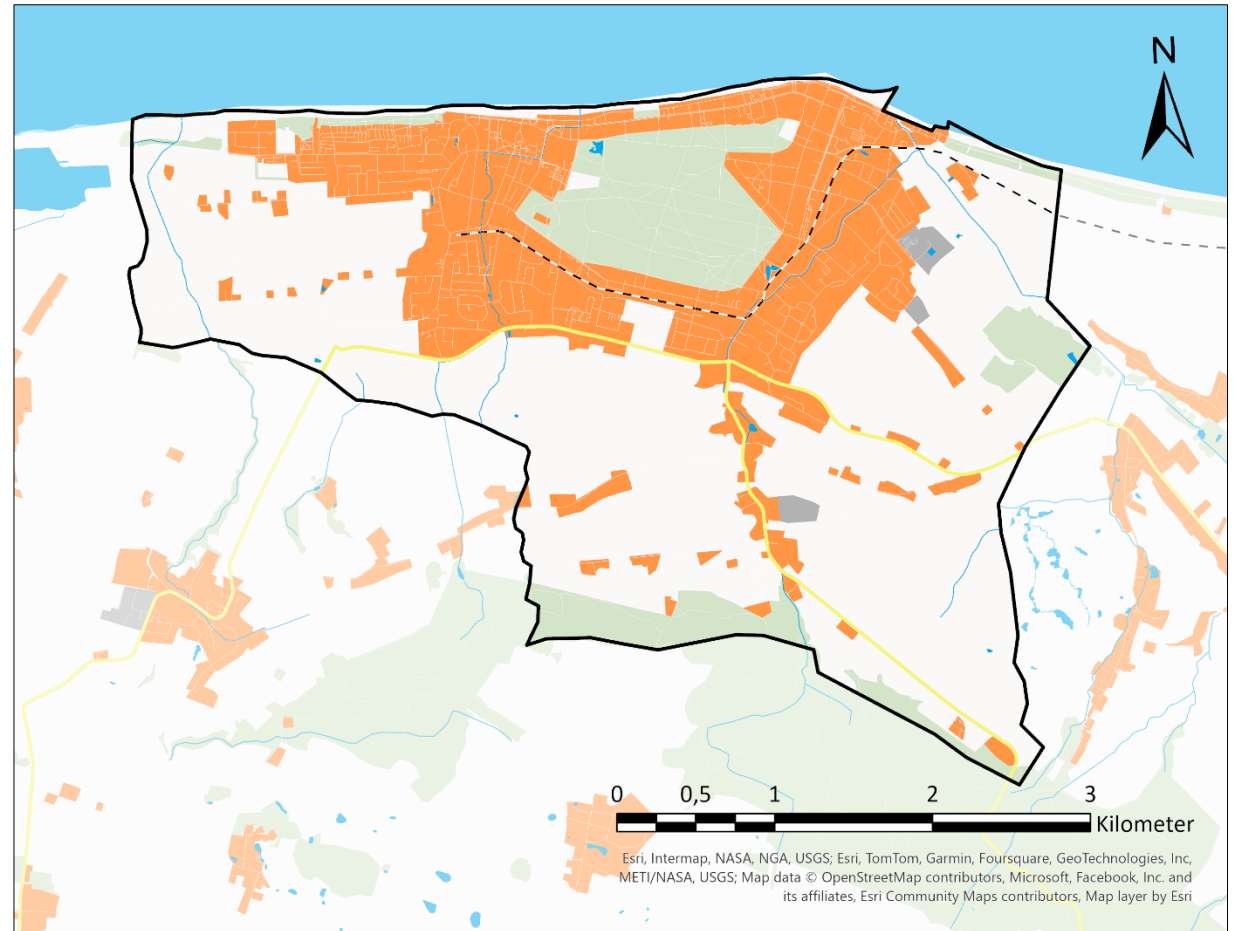 N
0 0,5 1 2 3
Kilometer
Esri, Intermap, NASA, NGA, USGS; Esri, TomTom, Garmin, Foursquare, GeoTechnologies, Inc,
METI/NASA, USGS; Map data © OpenStreetMap contributors, Microsoft, Facebook, Inc. and
its affiliates, Esri Community Maps contributors, Map layer by Esri